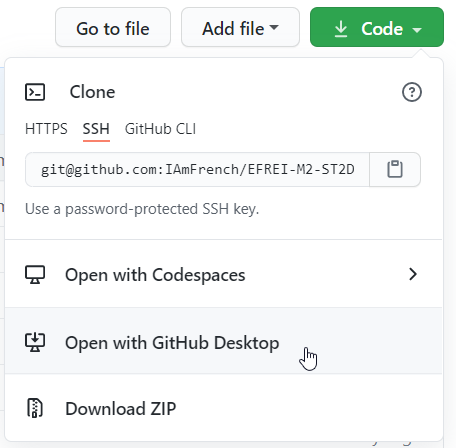 Go to file
Add file
Code
Clone
HTTPS SSH GitHub CLI
git@github.com:IAmFrench/EFREI-M2-ST2D
Use a password-protected SSH key.
Open with Codespaces
Open with GitHub Desktop
Download ZIP